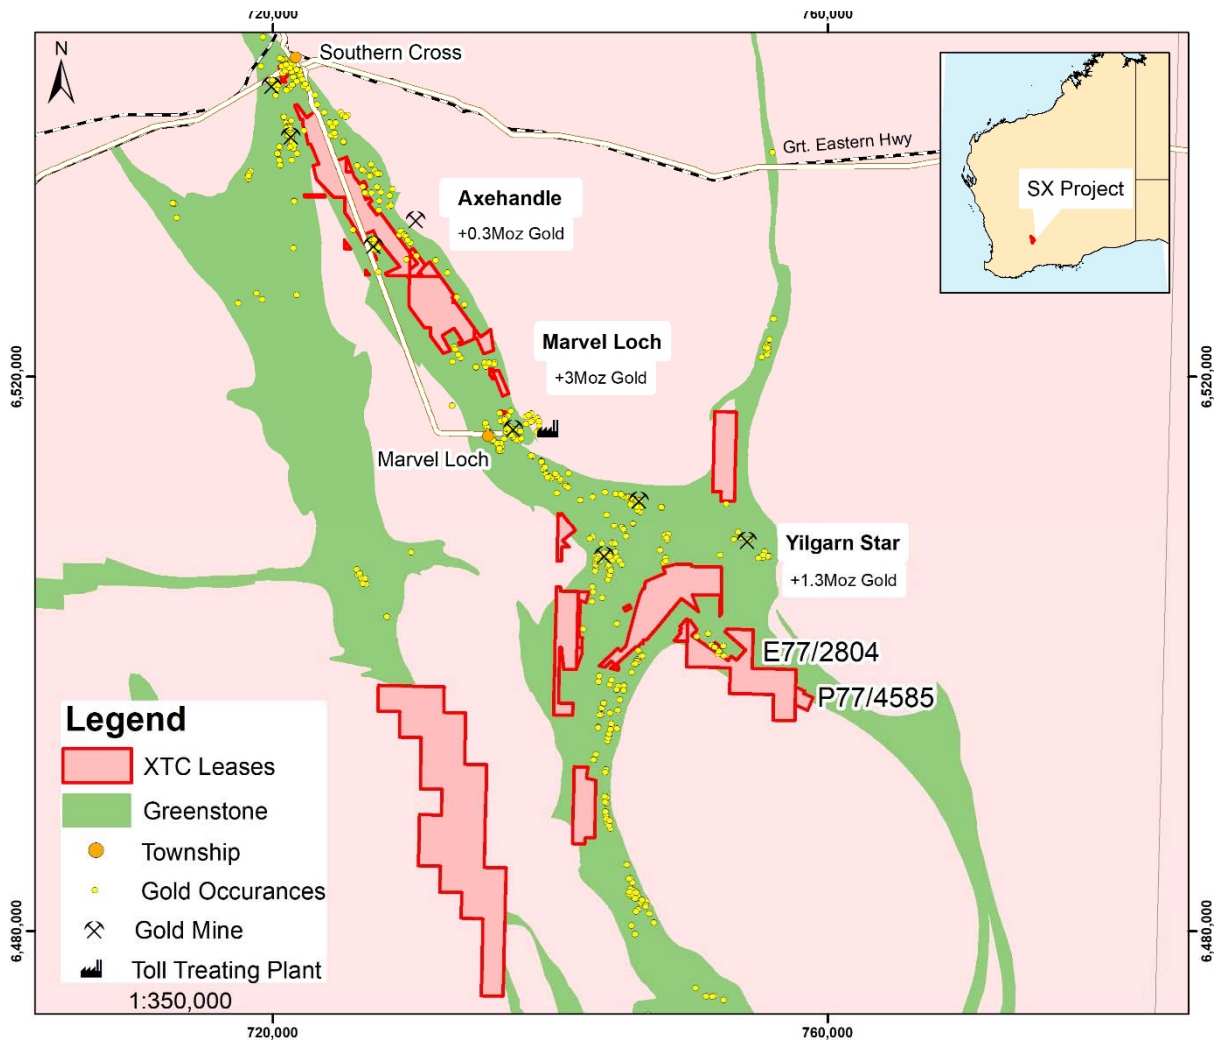 720,000
760,000
N
Southern Cross
Grt. Eastern Hwy
SX Project
Axehandle
+0.3Moz Gold
Marvel Loch
+3Moz Gold
6,520,000
6,520,000
Marvel Loch
Yilgarn Star
+1.3Moz Gold
E77/2804
P77/4585
Legend
XTC Leases
Greenstone
Township
Gold Occurances
Gold Mine
Toll Treating Plant
1:350,000
6,480,000
6,480,000
720,000
760,000